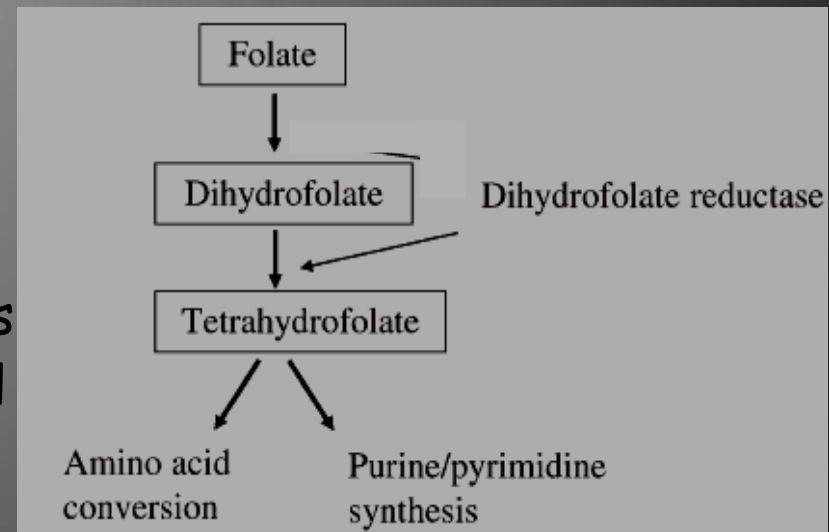 Folate
Dihydrofolate
Dihydrofolate reductase
Tetrahydrofolate
Amino acid
conversion
Purine/pyrimidine
synthesis